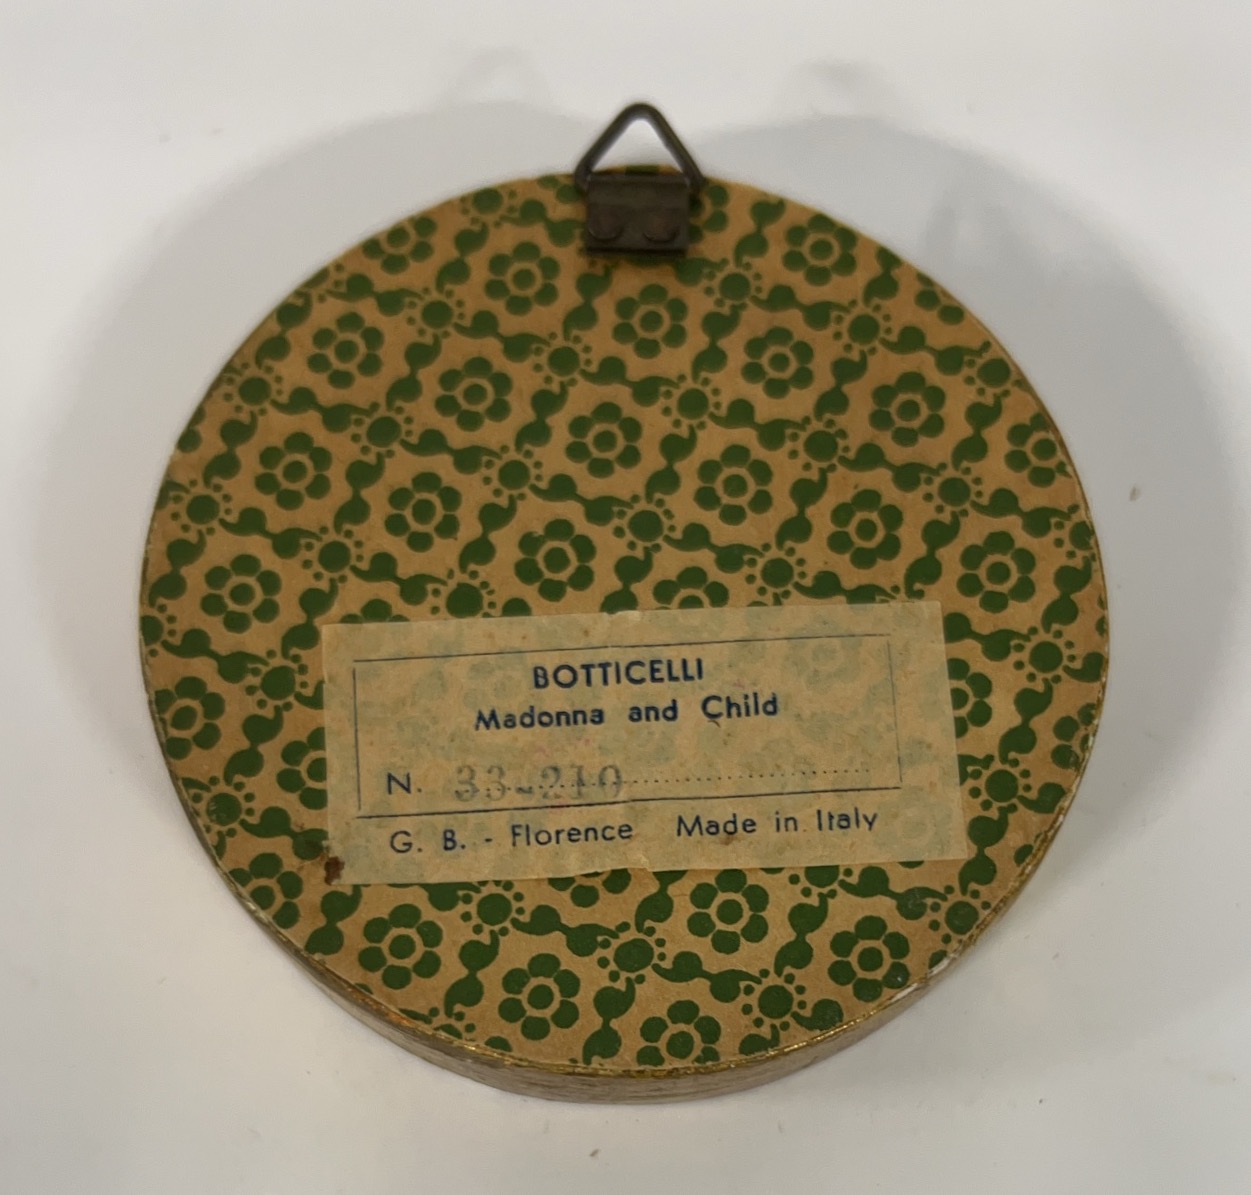 BOTTICELLI
Madonna and Child
N. 33-210
G. B. - Florence Made in Italy